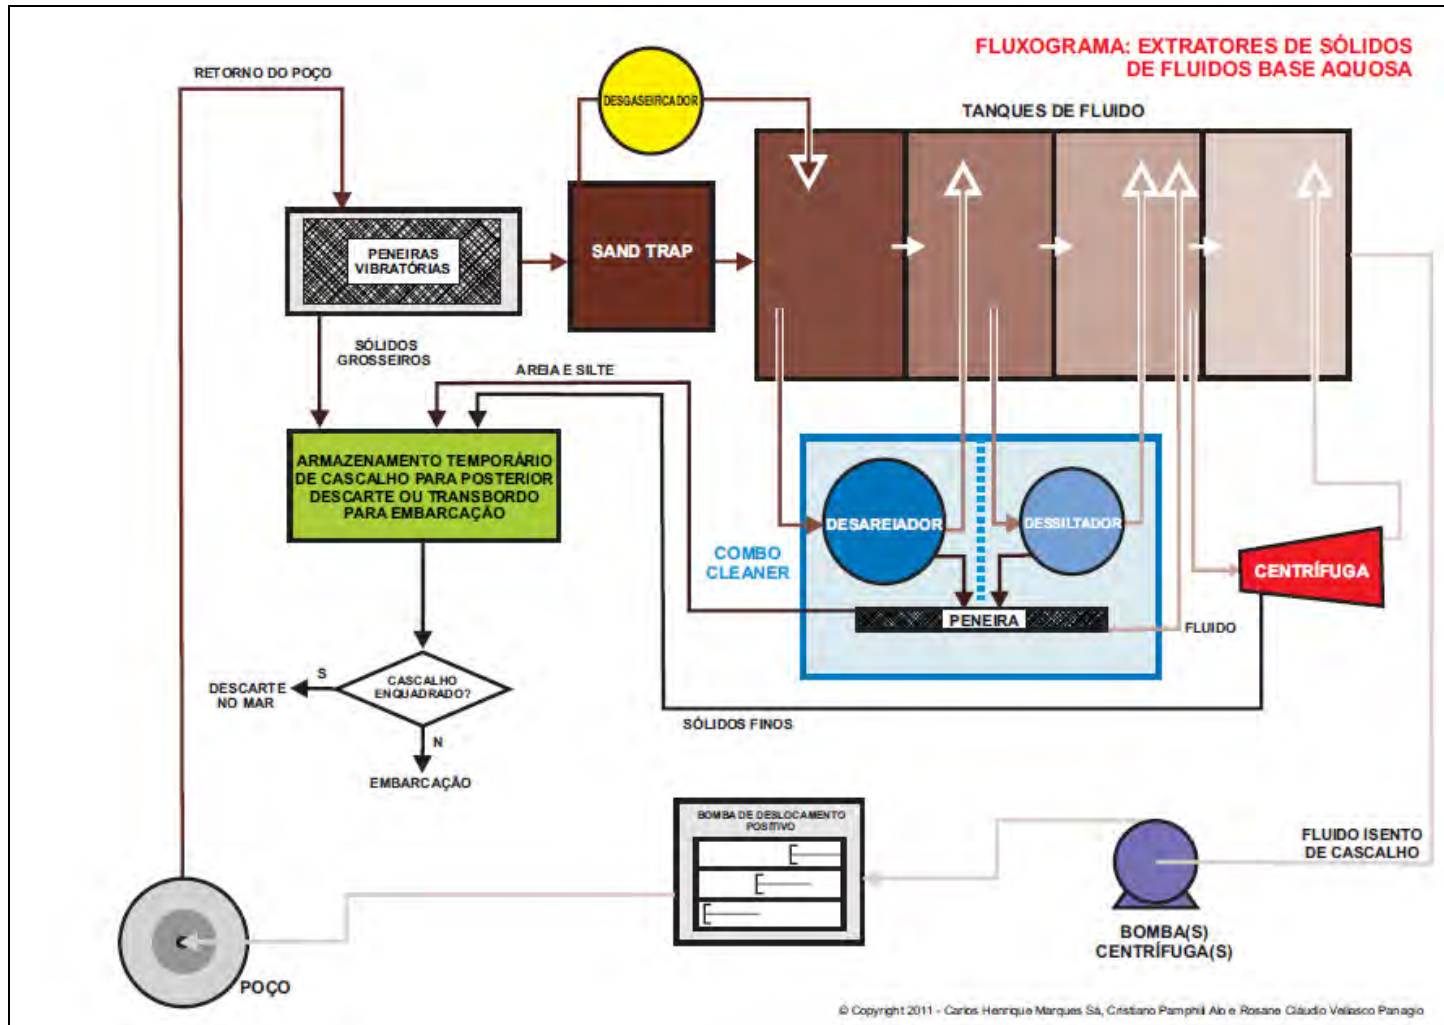 FLUXOGRAMA: EXTRATORES DE SÓLIDOS
DE FLUIDOS BASE AQUOSA
RETORNO DO POÇO
DESGASEIFICADOR
TANQUES DE FLUIDO
PENEIRAS
VIBRATÓRIAS
SAND TRAP
SÓLIDOS
GROSSEIROS
AREIA E SILTE
ARMAZENAMENTO TEMPORÁRIO
DE CASCALHO PARA POSTERIOR
DESCARTE OU TRANSBORDO
PARA EMBARCAÇÃO
DESAREIADOR
DESSILTADOR
COMBO
CLEANER
CENTRÍFUGA
PENEIRA
FLUIDO
S
CASCALHO
ENQUADRADO?
DESCARTE
NO MAR
N
SÓLIDOS FINOS
EMBARCAÇÃO
BOMBA DE DESLOCAMENTO
POSITIVO
FLUIDO ISENTO
DE CASCALHO
BOMBA(S)
CENTRÍFUGA(S)
POÇO
© Copyright 2011 - Carlos Henrique Marques Sá, Cristiano Pamphili Aio e Rosane Cláudio Vellasco Panagio